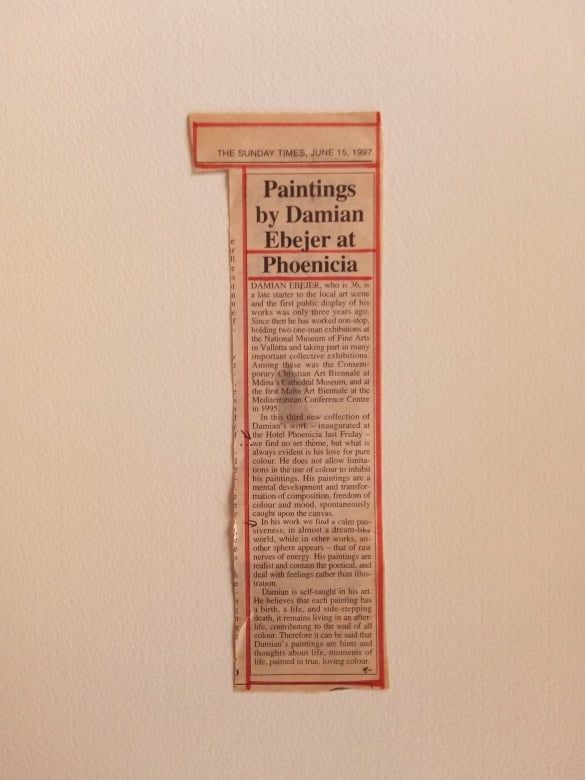 THE SUNDAY TIMES, JUNE 15, 1997
Paintings
by Damian
Ebejer at
Phoenicia
DAMIAN EBEJER, who is 36, is
a late starter to the local art scene
and the first public display of his
works was only three years ago.
Since then he has worked non-stop,
holding two one-man exhibitions at
the National Museum of Fine Arts
in Valletta and taking part in many
important collective exhibitions.
Among these was the Contem-
porary Christian Art Biennale at
Mdina's Cathedral Museum, and at
the first Malta Art Biennale at the
Mediterranean Conference Centre
in 1995.
In this third new collection of
Damian's work – inaugurated at
the Hotel Phoenicia last Friday –
we find no set theme, but what is
always evident is his love for pure
colour. He does not allow limita-
tions in the use of colour to inhibit
his paintings. His paintings are a
mental development and transfor-
mation of composition, freedom of
colour and mood, spontaneously
caught upon the canvas.
In his work we find a calm pas-
siveness, in almost a dream-like
world, while in other works, an-
other sphere appears – that of raw
nerves of energy. His paintings are
realist and contain the poetical, and
deal with feelings rather than illus-
tration.
Damian is self-taught in his art.
He believes that each painting has
a birth, a life, and side-stepping
death, it remains living in an after-
life, contributing to the soul of all
colour. Therefore it can be said that
Damian's paintings are hints and
thoughts about life, moments of
life, painted in true, loving colour.